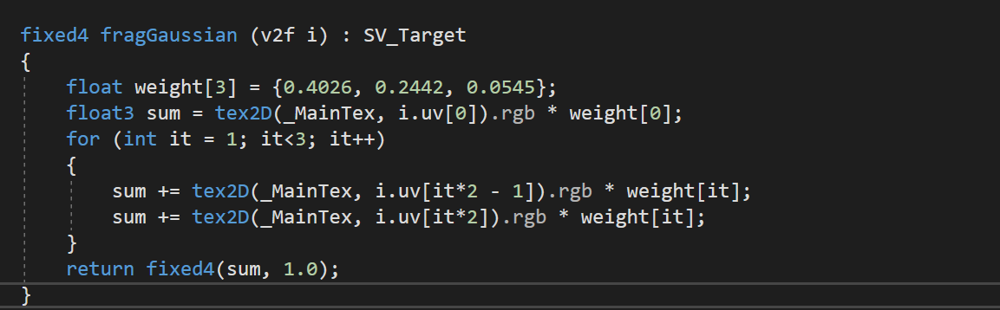 fixed4 fragGaussian (v2f i) : SV_Target
{
    float weight[3] = {0.4026, 0.2442, 0.0545};
    float3 sum = tex2D(_MainTex, i.uv[0]).rgb * weight[0];
    for (int it = 1; it<3; it++)
    {
        sum += tex2D(_MainTex, i.uv[it*2 - 1]).rgb * weight[it];
        sum += tex2D(_MainTex, i.uv[it*2]).rgb * weight[it];
    }
    return fixed4(sum, 1.0);
}